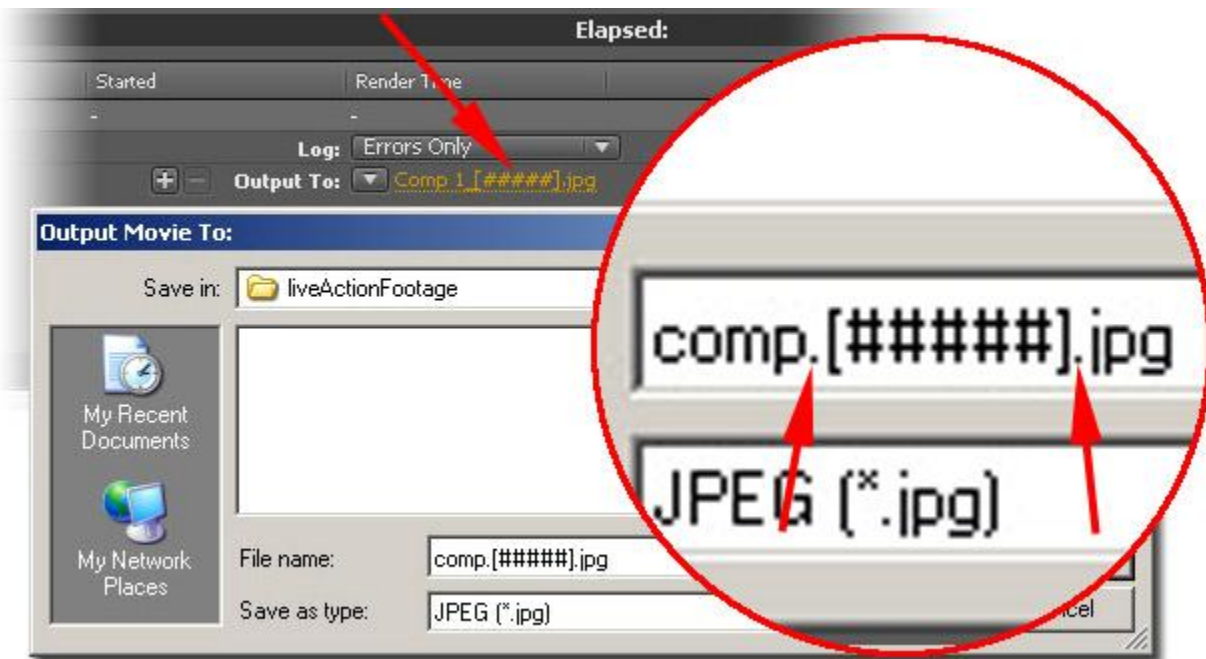 Elapsed:
Started Render Time
- -
Log: Errors Only
Output To: Comp 1_[#####].jpg
Output Movie To:
Save in: liveActionFootage
My Recent
Documents
My Network
Places
File name: comp.[#####].jpg
Save as type: JPEG (*.jpg)
comp.[#####].jpg
JPEG (*.jpg)